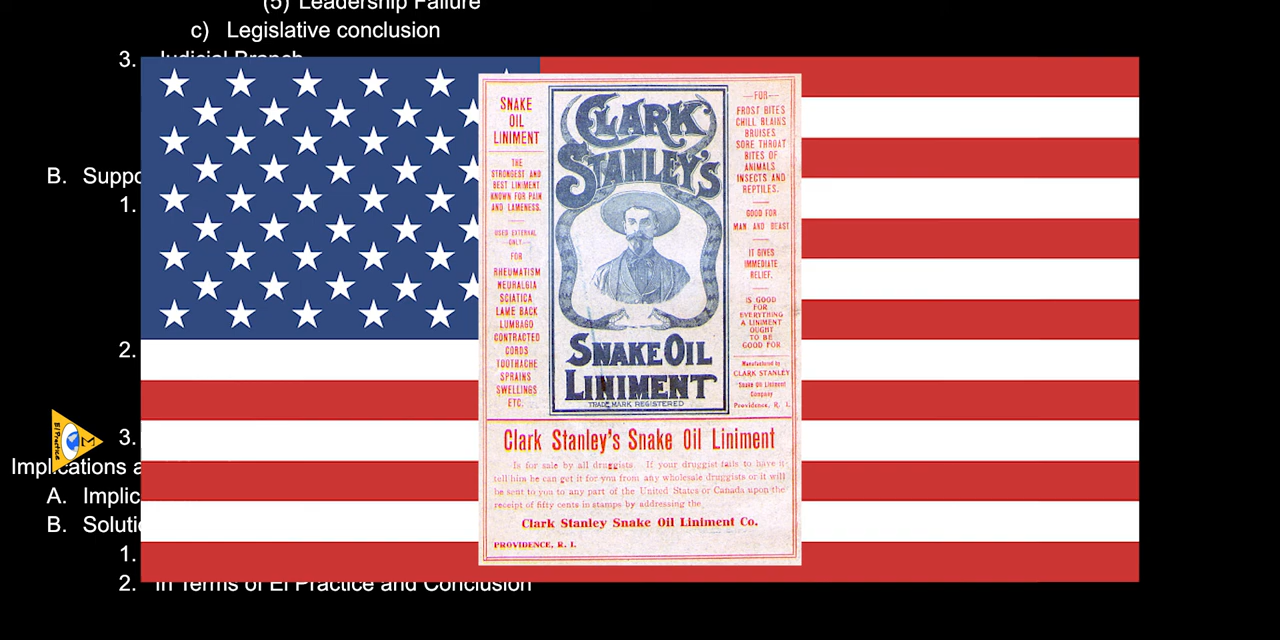 (5) Leadership Failure
c) Legislative conclusion
3. Judicial Branch
B. Suppo
1.
2.
3.
Implications a
A. Implic
B. Soluti
1.
2. In Terms of EI Practice and Conclusion
EI Practice
SNAKE
OIL
LINIMENT
THE
STRONGEST AND
BEST LINIMENT
KNOWN FOR PAIN
AND LAMENESS.
USED EXTERNAL
ONLY
FOR
RHEUMATISM
NEURALGIA
SCIATICA
LAME BACK
LUMBAGO
CONTRACTED
CORDS
TOOTHACHE
SPRAINS
SWELLINGS
ETC.
CLARK
STANLEY'S
SNAKE OIL
LINIMENT
TRADE MARK REGISTERED
—FOR—
FROST BITES
CHILL BLAINS
BRUISES
SORE THROAT
BITES OF
ANIMALS
INSECTS AND
REPTILES.
GOOD FOR
MAN AND BEAST
IT GIVES
IMMEDIATE
RELIEF.
IS GOOD
FOR
EVERYTHING
A LINIMENT
OUGHT
TO BE
GOOD FOR
Manufactured by
CLARK STANLEY
Snake Oil Liniment
Company
Providence, R. I.
Clark Stanley's Snake Oil Liniment
Is for sale by all druggists. If your druggist fails to have it
tell him he can get it for you from any wholesale druggists or it will
be sent to you to any part of the United States or Canada upon the
receipt of fifty cents in stamps by addressing the
Clark Stanley Snake Oil Liniment Co.
PROVIDENCE, R. I.